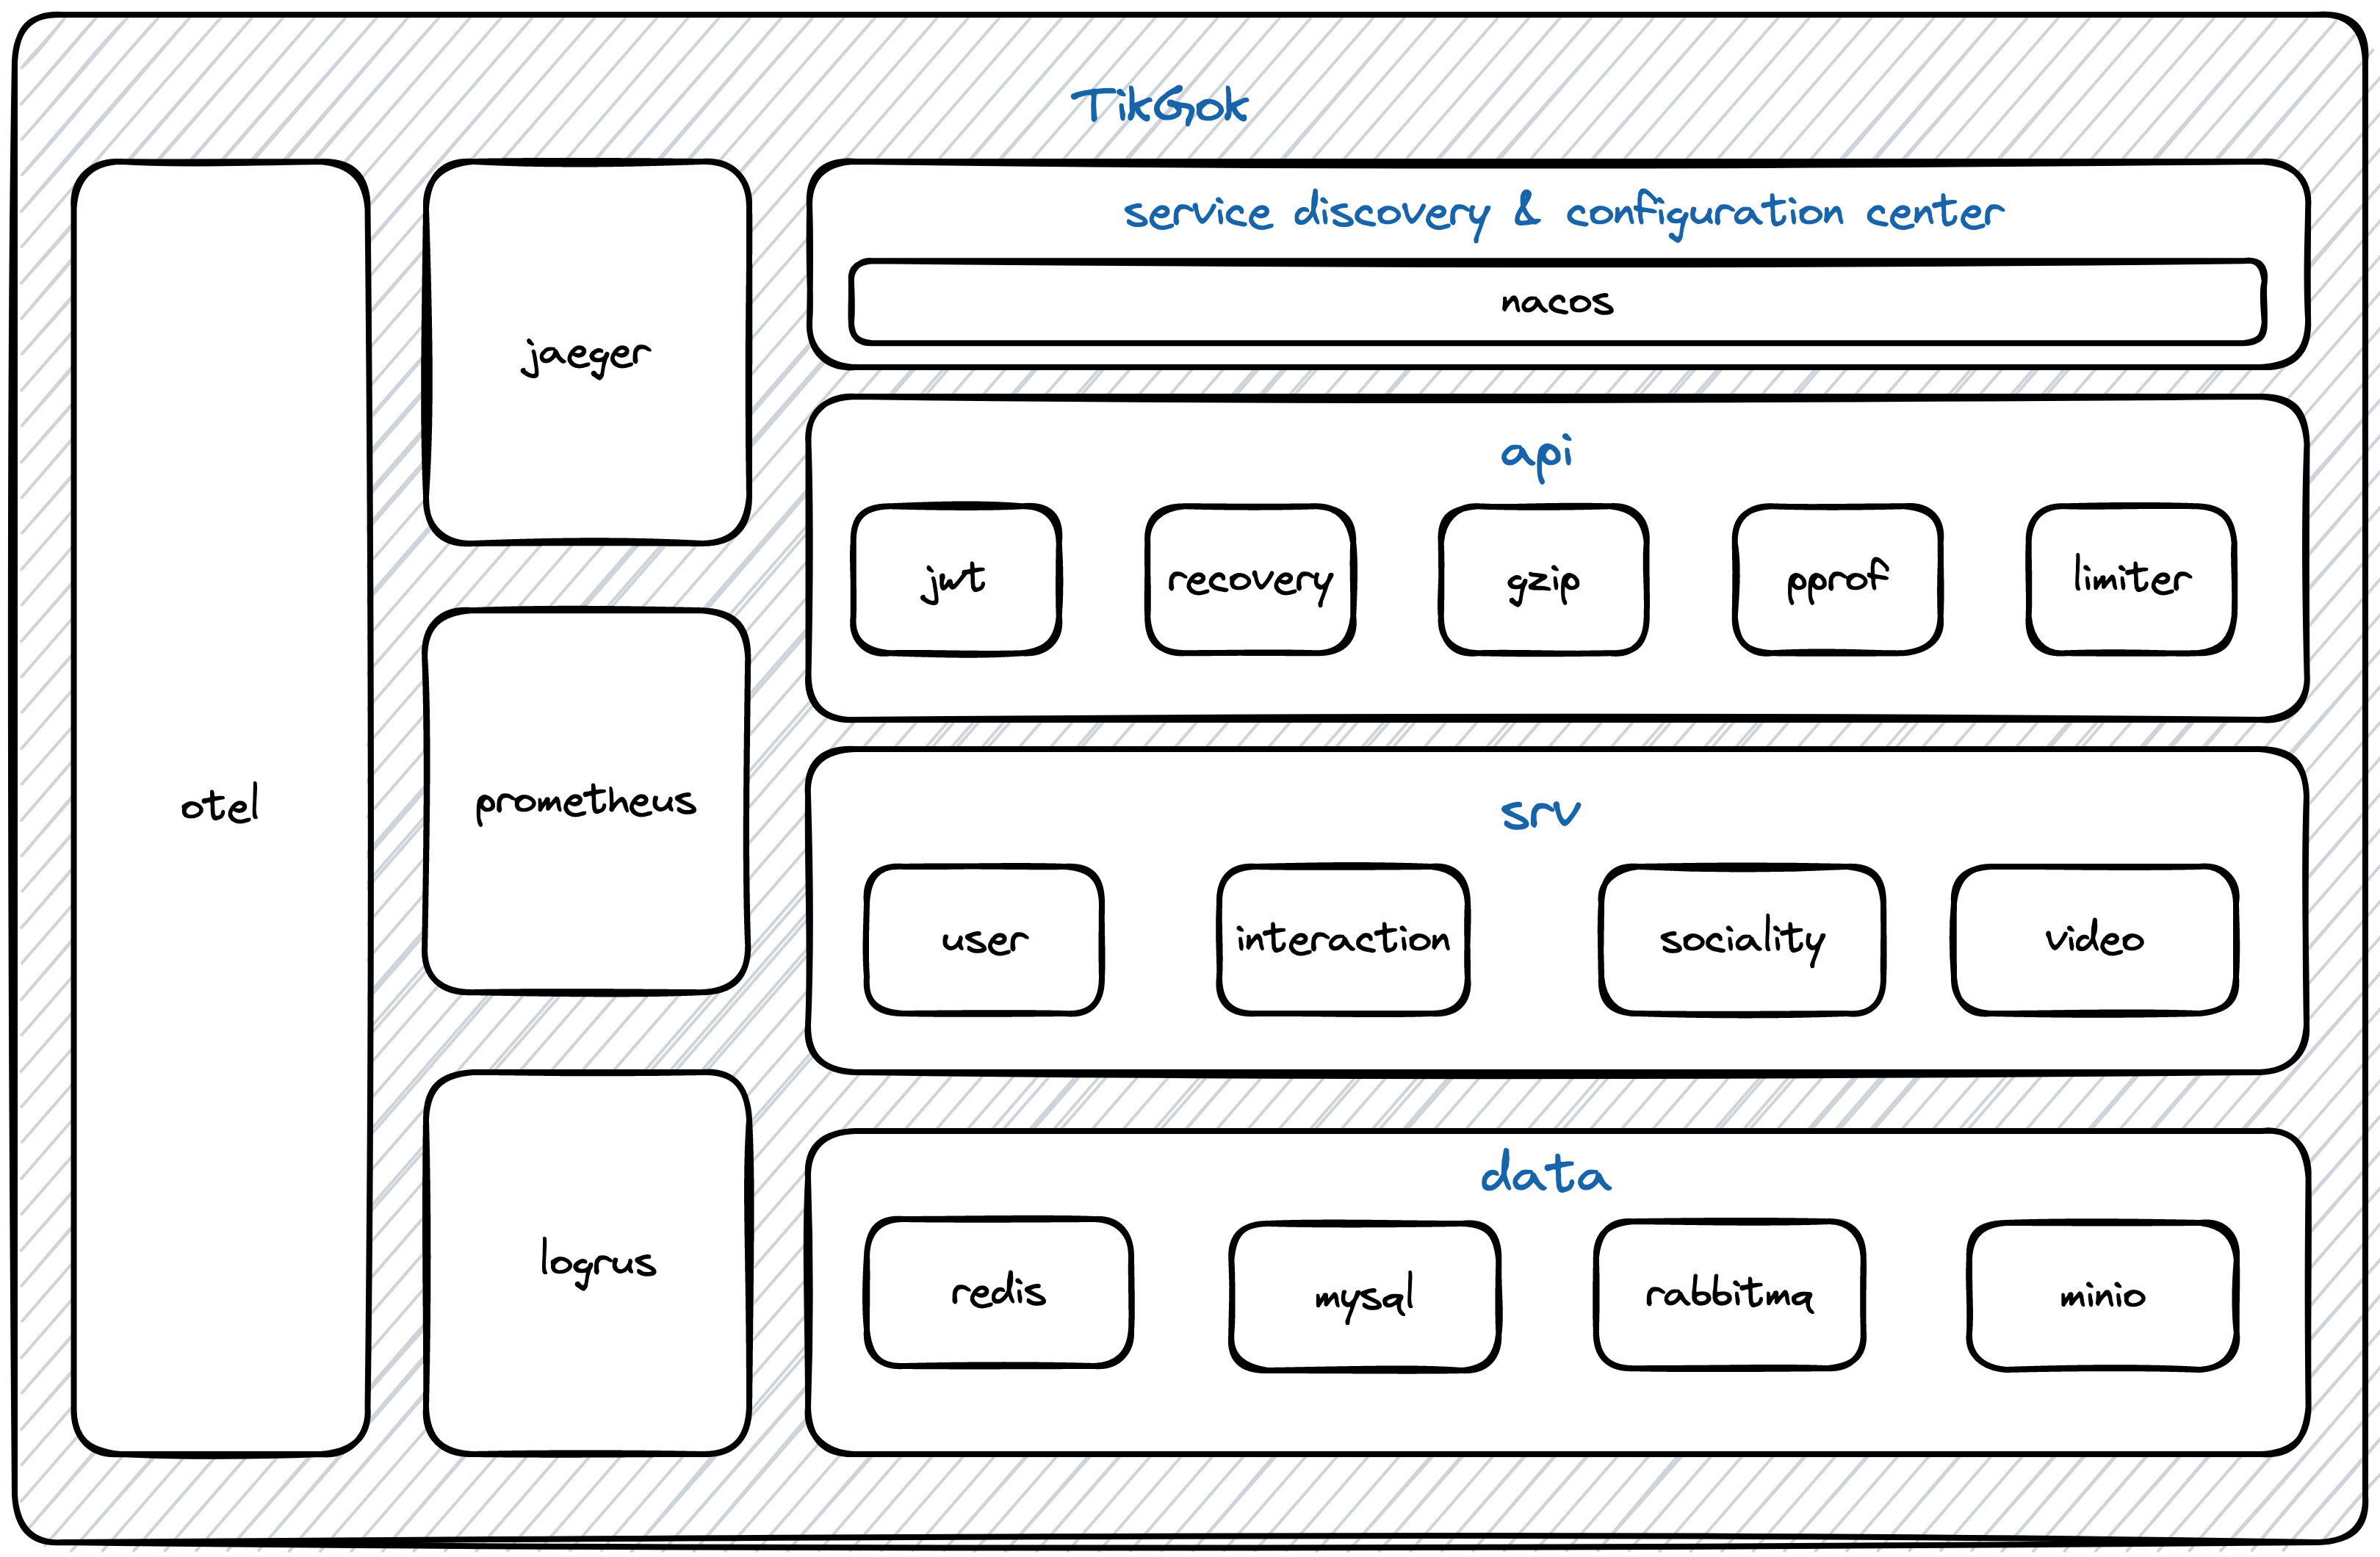 TikGok
otel
jaeger
prometheus
logrus
service discovery & configuration center
nacos
api
jwt
recovery
gzip
pprof
limiter
srv
user
interaction
sociality
video
data
redis
mysql
rabbitmq
minio